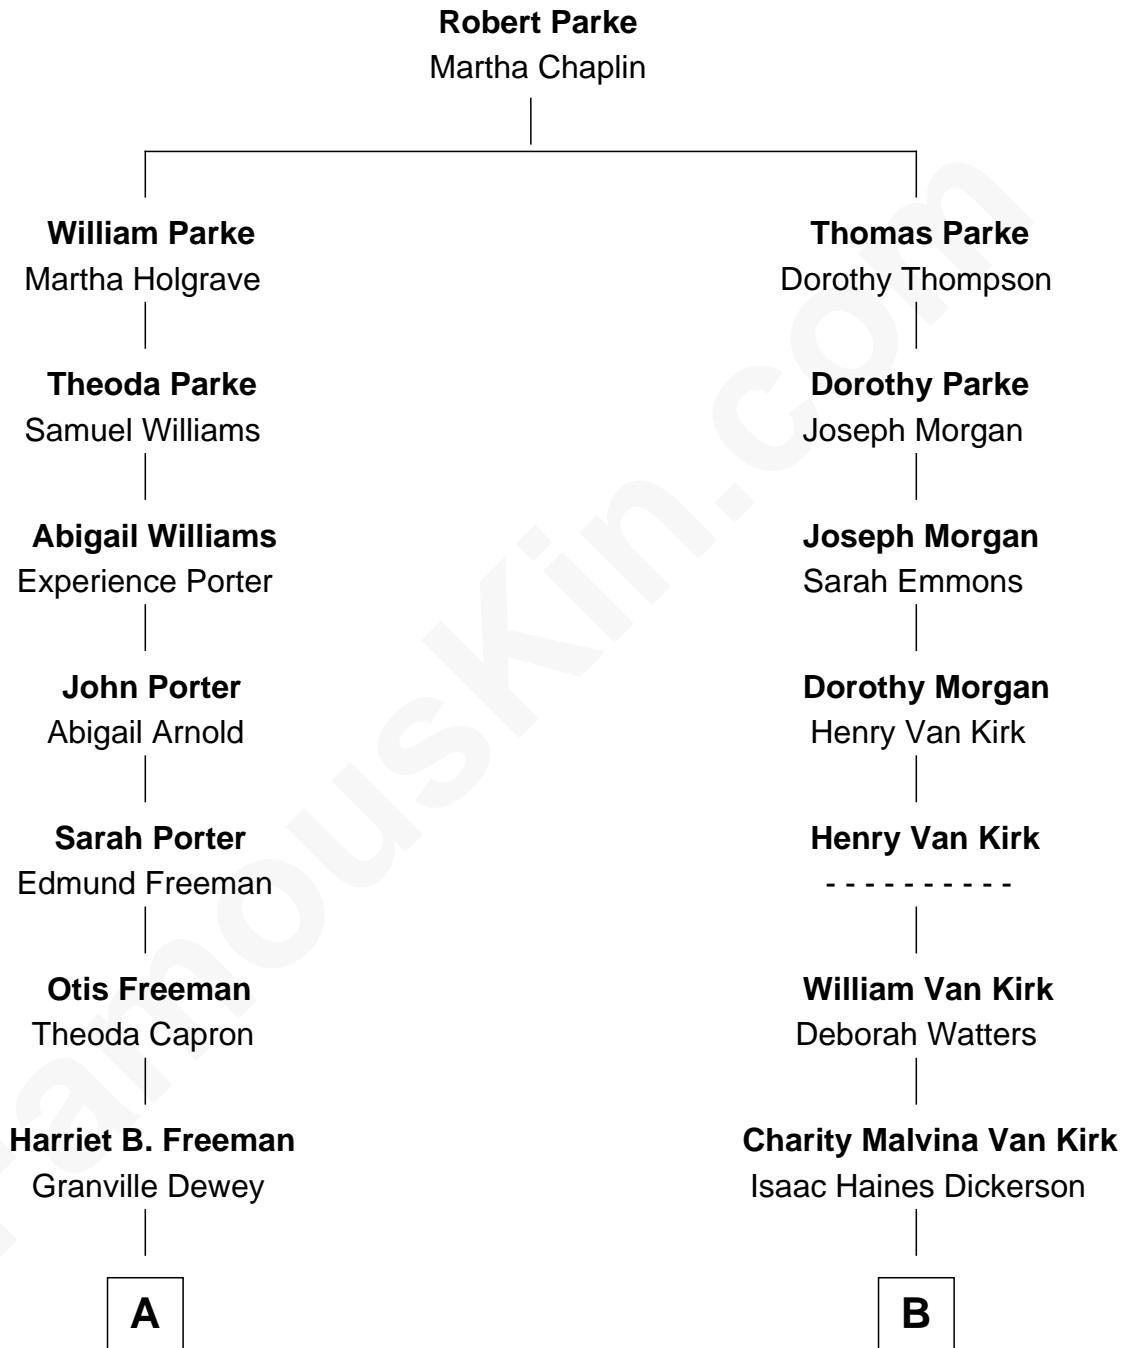 Robert Parke
Martha Chaplin
William Parke
Martha Holgrave
Thomas Parke
Dorothy Thompson
Theoda Parke
Samuel Williams
Dorothy Parke
Joseph Morgan
Abigail Williams
Experience Porter
Joseph Morgan
Sarah Emmons
John Porter
Abigail Arnold
Dorothy Morgan
Henry Van Kirk
Sarah Porter
Edmund Freeman
Henry Van Kirk
- - - - - - - - - -
Otis Freeman
Theoda Capron
William Van Kirk
Deborah Watters
Harriet B. Freeman
Granville Dewey
Charity Malvina Van Kirk
Isaac Haines Dickerson
A
B
FamousKin.com